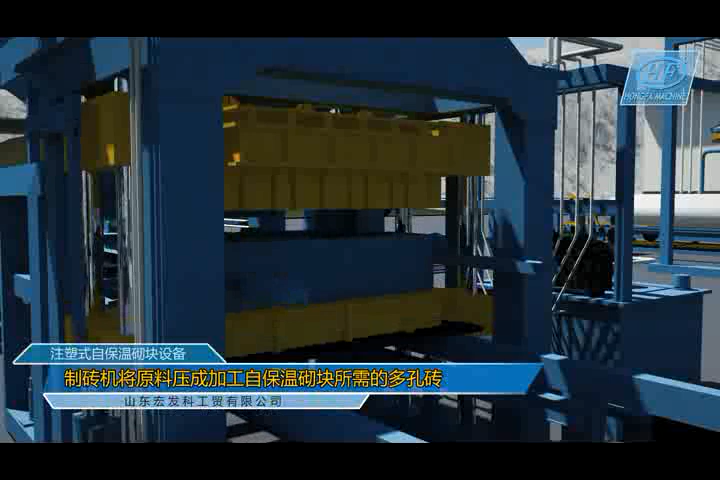 HF
HONGFA MACHINE
注塑式自保温砌块设备
制砖机将原料压成加工自保温砌块所需的多孔砖
山东宏发科工贸有限公司